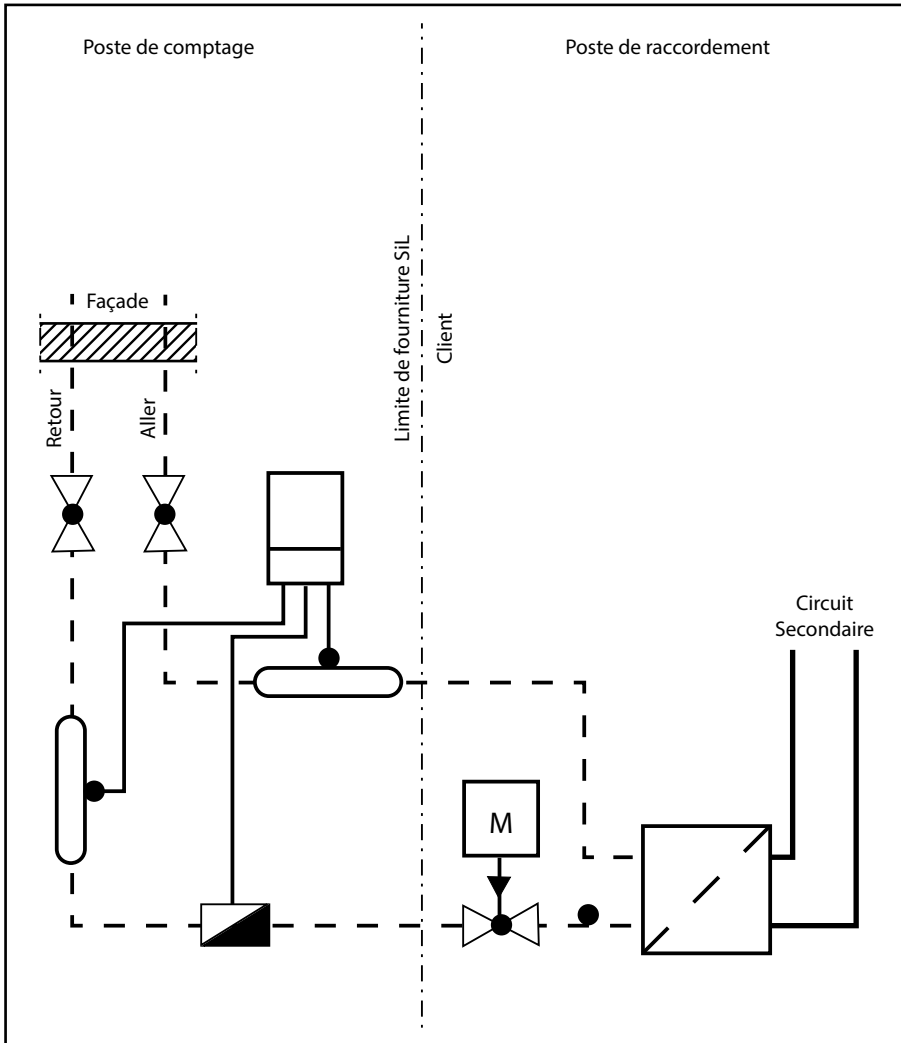 Poste de comptage
Poste de raccordement
Limite de fourniture SiL
Client
Façade
Retour
Aller
Circuit
Secondaire
M